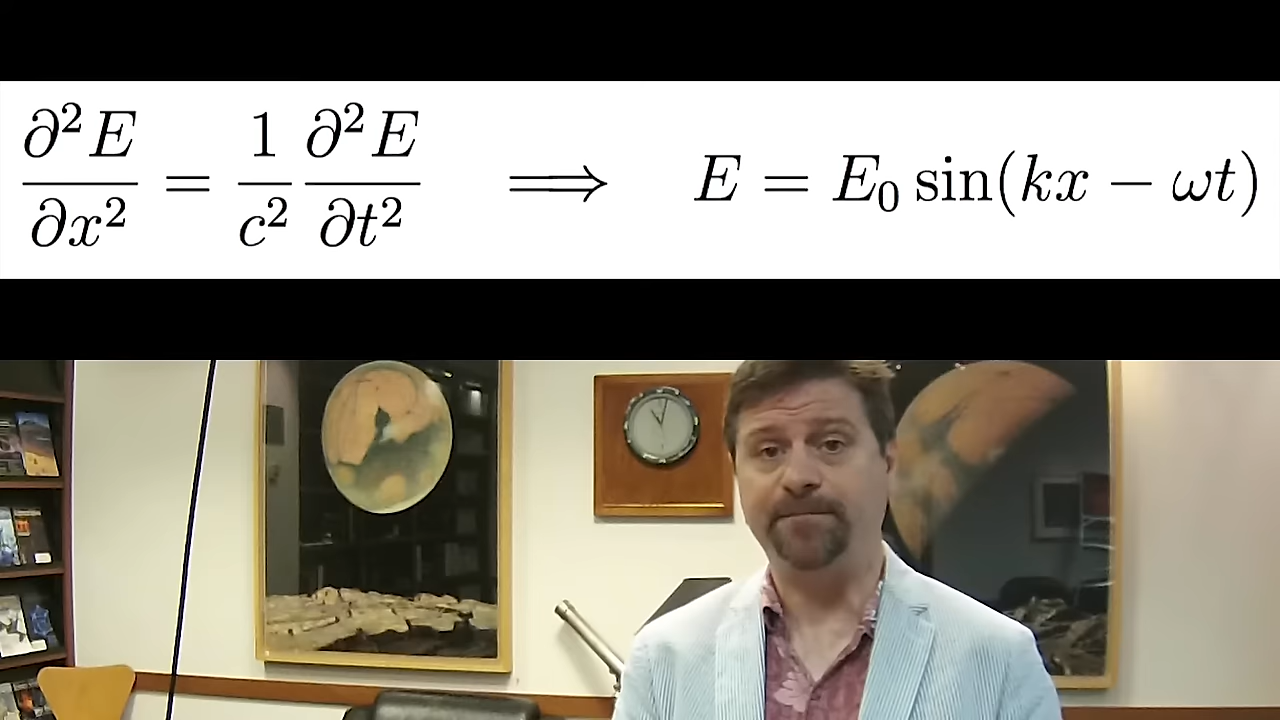 ∂²E/∂x² = 1/c² ∂²E/∂t² ⟹ E = E₀ sin(kx − ωt)